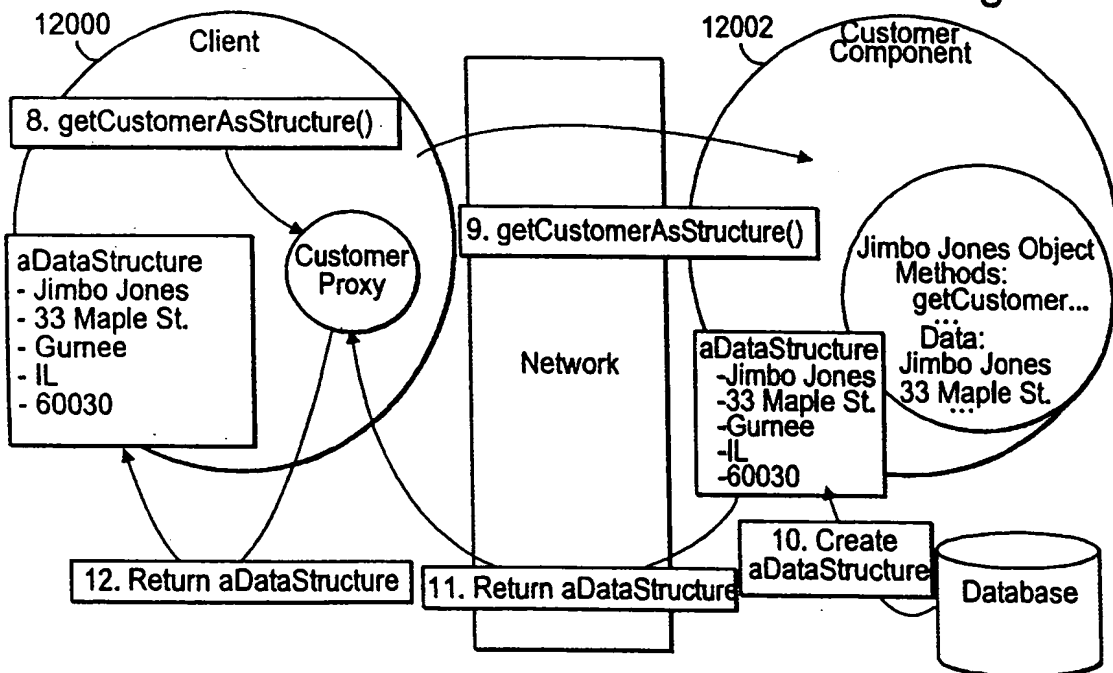 12000
Client
8. getCustomerAsStructure()
aDataStructure
- Jimbo Jones
- 33 Maple St.
- Gurnee
- IL
- 60030
Customer
Proxy
12. Return aDataStructure
9. getCustomerAsStructure()
Network
11. Return aDataStructure
12002
Customer
Component
Jimbo Jones Object
Methods:
getCustomer...
...
Data:
Jimbo Jones
33 Maple St.
...
aDataStructure
-Jimbo Jones
-33 Maple St.
-Gurnee
-IL
-60030
10. Create
aDataStructure
Database